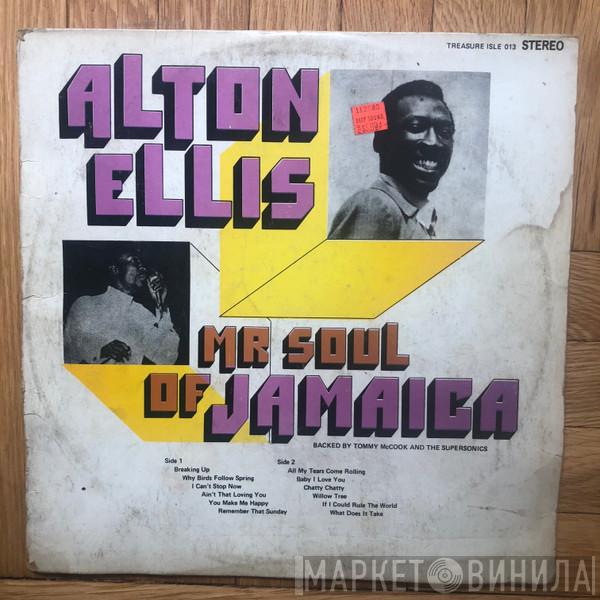 TREASURE ISLE 013 STEREO
ALTON
ELLIS
MR SOUL
OF JAMAICA
BACKED BY TOMMY McCOOK AND THE SUPERSONICS
Side 1
Breaking Up
Why Birds Follow Spring
I Can't Stop Now
Ain't That Loving You
You Make Me Happy
Remember That Sunday
Side 2
All My Tears Come Rolling
Baby I Love You
Chatty Chatty
Willow Tree
If I Could Rule The World
What Does It Take
МАРКЕТ ВИНИЛА